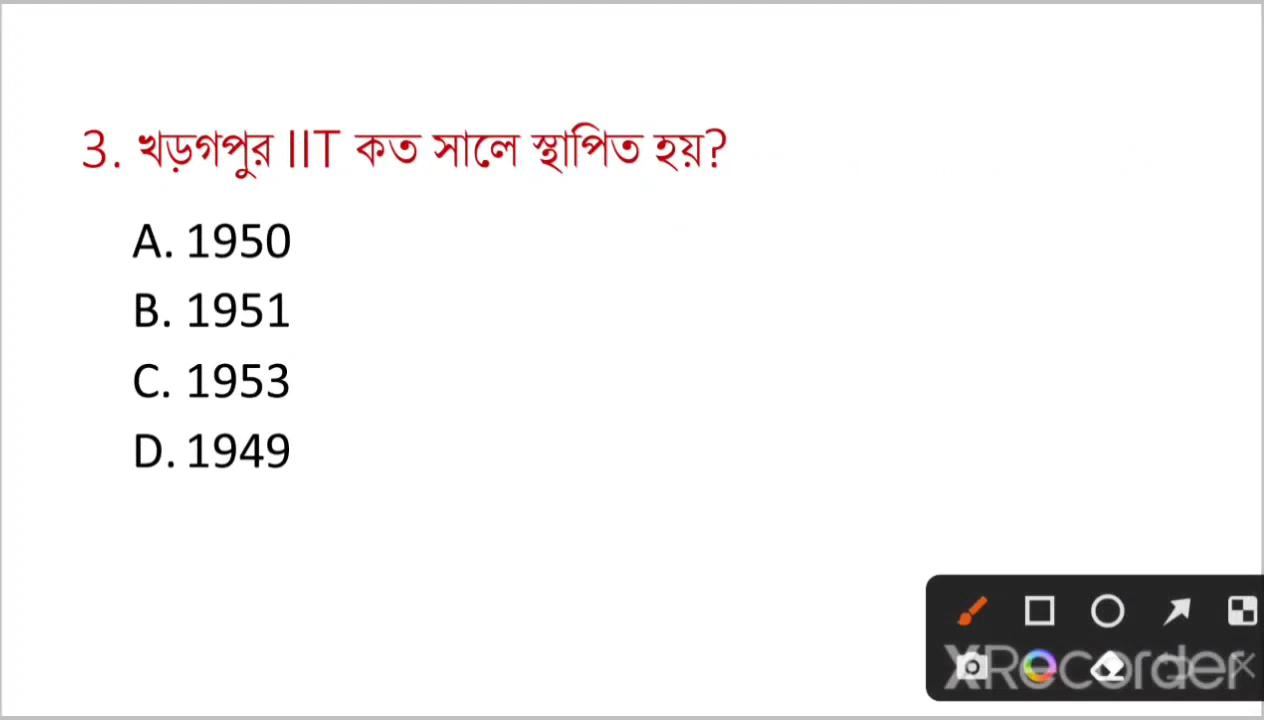 3. খড়গপুর IIT কত সালে স্থাপিত হয়?
A. 1950
B. 1951
C. 1953
D. 1949
XRecorder